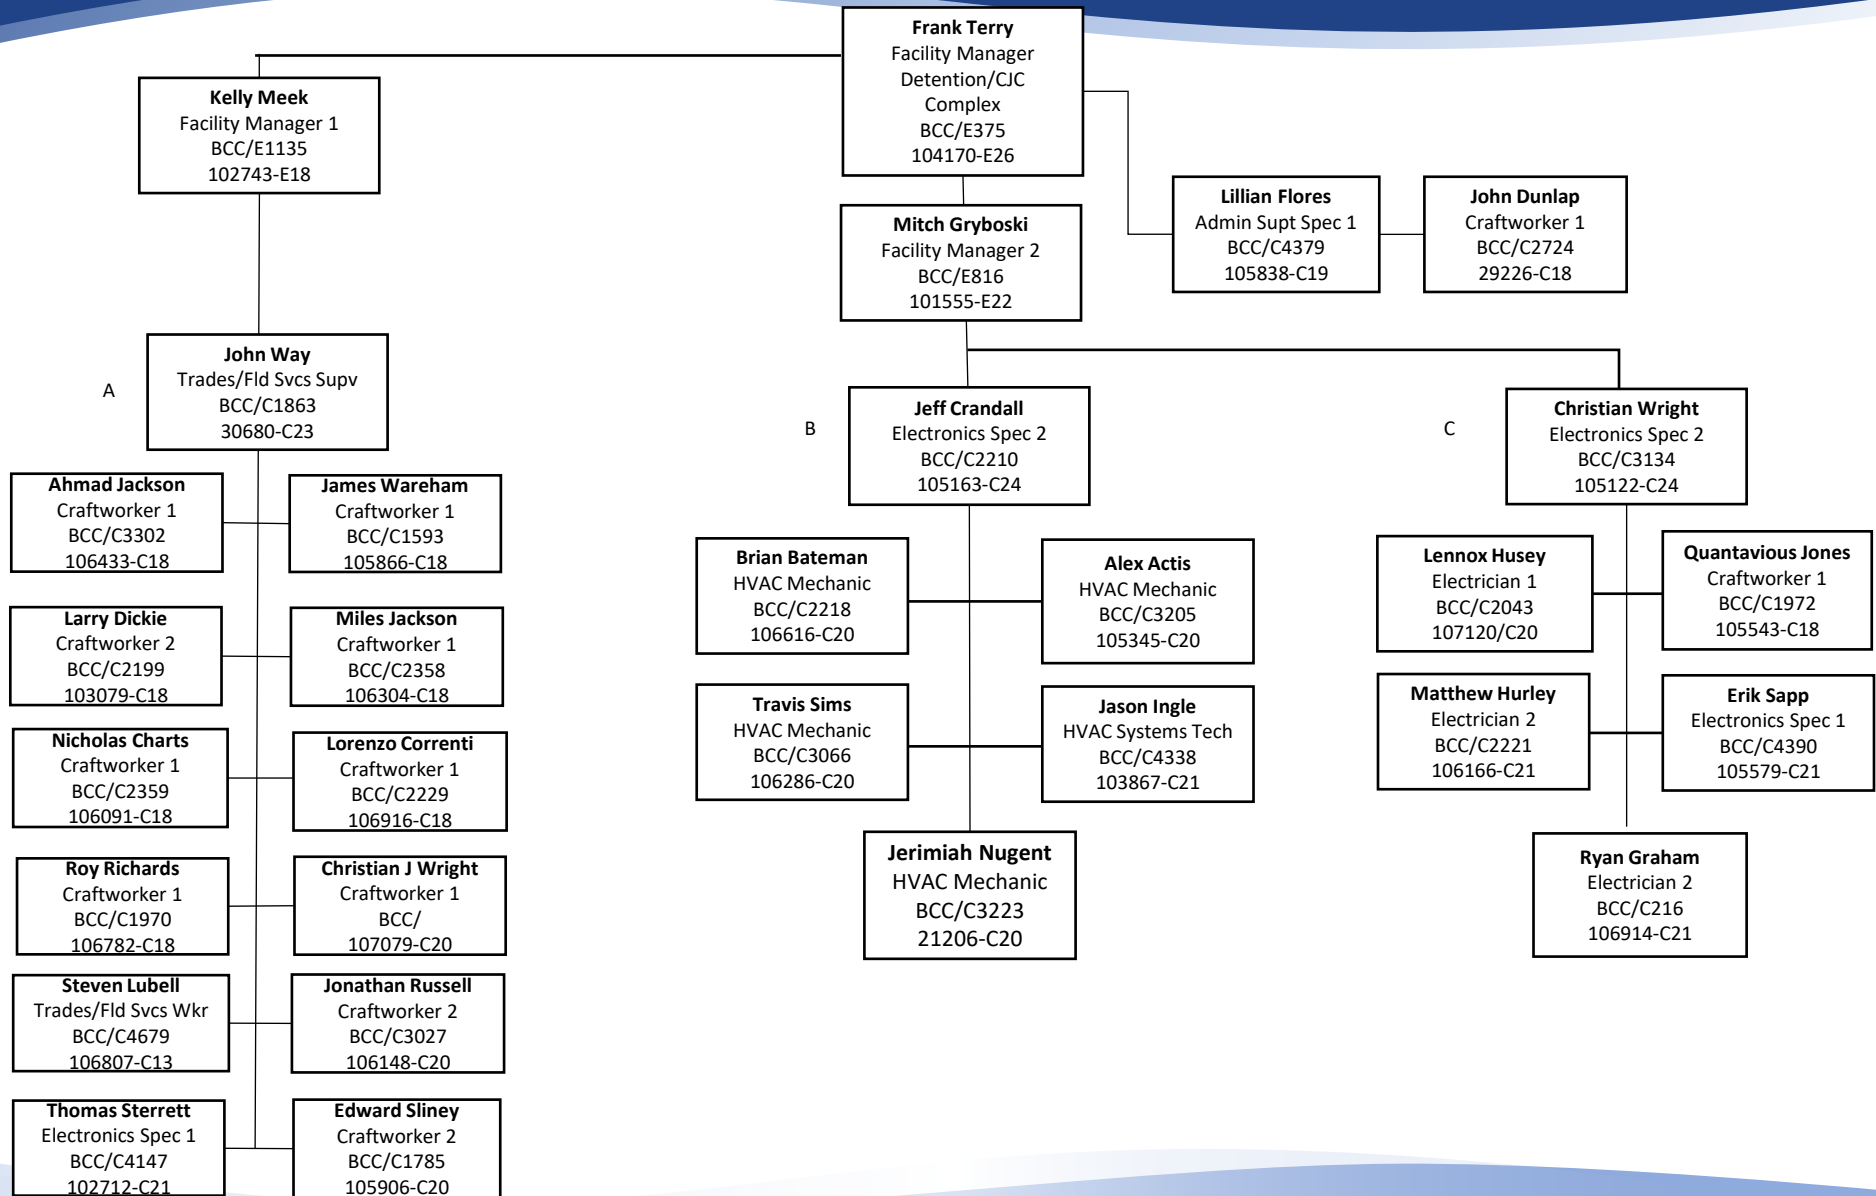 Frank Terry
Facility Manager
Detention/CJC
Complex
BCC/E375
104170-E26
Kelly Meek
Facility Manager 1
BCC/E1135
102743-E18
Mitch Gryboski
Facility Manager 2
BCC/E816
101555-E22
Lillian Flores
Admin Supt Spec 1
BCC/C4379
105838-C19
John Dunlap
Craftworker 1
BCC/C2724
29226-C18
A
John Way
Trades/Fld Svcs Supv
BCC/C1863
30680-C23
B
Jeff Crandall
Electronics Spec 2
BCC/C2210
105163-C24
C
Christian Wright
Electronics Spec 2
BCC/C3134
105122-C24
Ahmad Jackson
Craftworker 1
BCC/C3302
106433-C18
James Wareham
Craftworker 1
BCC/C1593
105866-C18
Larry Dickie
Craftworker 2
BCC/C2199
103079-C18
Miles Jackson
Craftworker 1
BCC/C2358
106304-C18
Nicholas Charts
Craftworker 1
BCC/C2359
106091-C18
Lorenzo Correnti
Craftworker 1
BCC/C2229
106916-C18
Roy Richards
Craftworker 1
BCC/C1970
106782-C18
Christian J Wright
Craftworker 1
BCC/
107079-C20
Steven Lubell
Trades/Fld Svcs Wkr
BCC/C4679
106807-C13
Jonathan Russell
Craftworker 2
BCC/C3027
106148-C20
Thomas Sterrett
Electronics Spec 1
BCC/C4147
102712-C21
Edward Sliney
Craftworker 2
BCC/C1785
105906-C20
Brian Bateman
HVAC Mechanic
BCC/C2218
106616-C20
Alex Actis
HVAC Mechanic
BCC/C3205
105345-C20
Travis Sims
HVAC Mechanic
BCC/C3066
106286-C20
Jason Ingle
HVAC Systems Tech
BCC/C4338
103867-C21
Jerimiah Nugent
HVAC Mechanic
BCC/C3223
21206-C20
Lennox Husey
Electrician 1
BCC/C2043
107120/C20
Quantavious Jones
Craftworker 1
BCC/C1972
105543-C18
Matthew Hurley
Electrician 2
BCC/C2221
106166-C21
Erik Sapp
Electronics Spec 1
BCC/C4390
105579-C21
Ryan Graham
Electrician 2
BCC/C216
106914-C21